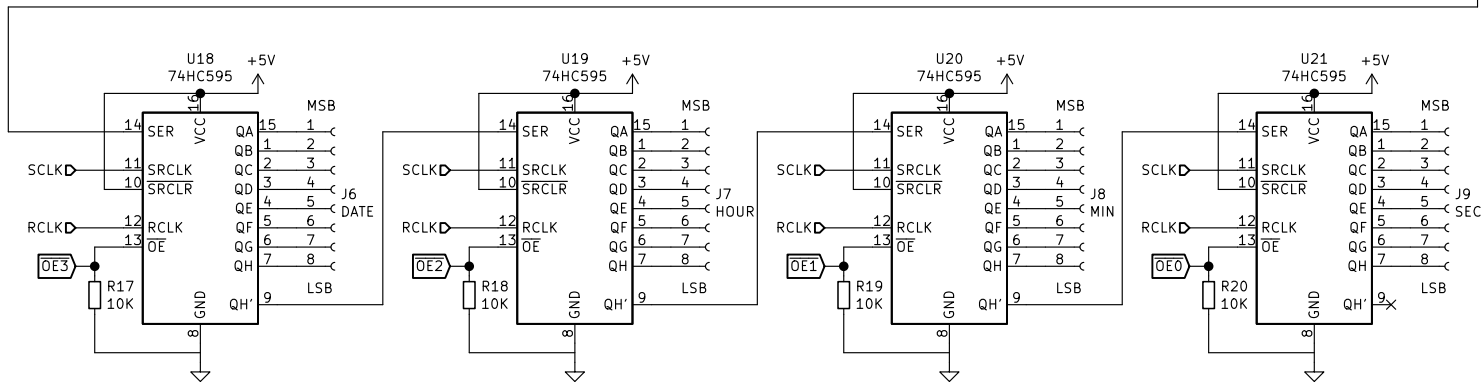 U18 +5V
74HC595
16
VCC
MSB
14 SER QA 15 1
QB 1 2
SCLK 11 SRCLK QC 2 3
10 SRCLR QD 3 4 J6
QE 4 5 DATE
RCLK 12 RCLK QF 5 6
13 OE QG 6 7
OE3 QH 7 8
R17 LSB
10K GND QH' 9
8
U19 +5V
74HC595
16
VCC
MSB
14 SER QA 15 1
QB 1 2
SCLK 11 SRCLK QC 2 3
10 SRCLR QD 3 4 J7
QE 4 5 HOUR
RCLK 12 RCLK QF 5 6
13 OE QG 6 7
OE2 QH 7 8
R18 LSB
10K GND QH' 9
8
U20 +5V
74HC595
16
VCC
MSB
14 SER QA 15 1
QB 1 2
SCLK 11 SRCLK QC 2 3
10 SRCLR QD 3 4 J8
QE 4 5 MIN
RCLK 12 RCLK QF 5 6
13 OE QG 6 7
OE1 QH 7 8
R19 LSB
10K GND QH' 9
8
U21 +5V
74HC595
16
VCC
MSB
14 SER QA 15 1
QB 1 2
SCLK 11 SRCLK QC 2 3
10 SRCLR QD 3 4 J9
QE 4 5 SEC
RCLK 12 RCLK QF 5 6
13 OE QG 6 7
OE0 QH 7 8
R20 LSB
10K GND QH' 9
8